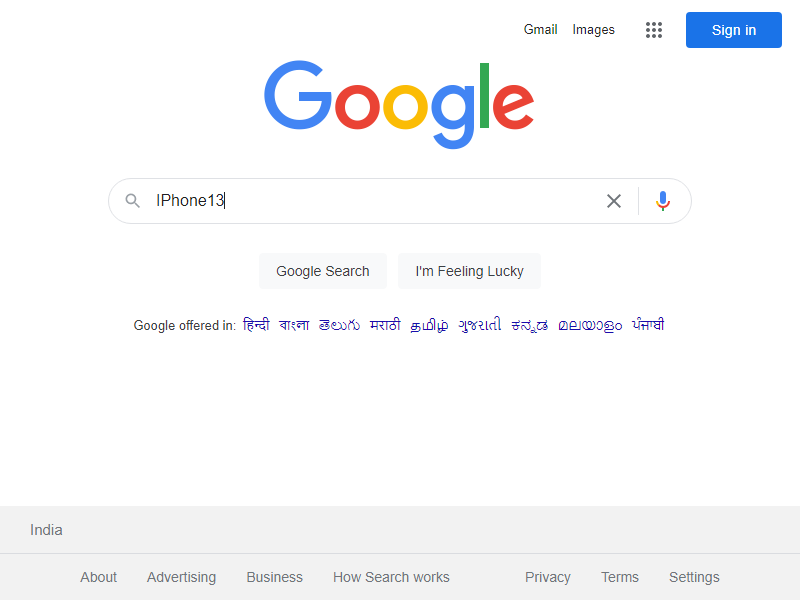 Gmail Images Sign in
Google
IPhone13
Google Search I'm Feeling Lucky
Google offered in: हिन्दी বাংলা తెలుగు मराठी தமிழ் ગુજરાતી ಕನ್ನಡ മലയാളം ਪੰਜਾਬੀ
India
About Advertising Business How Search works Privacy Terms Settings